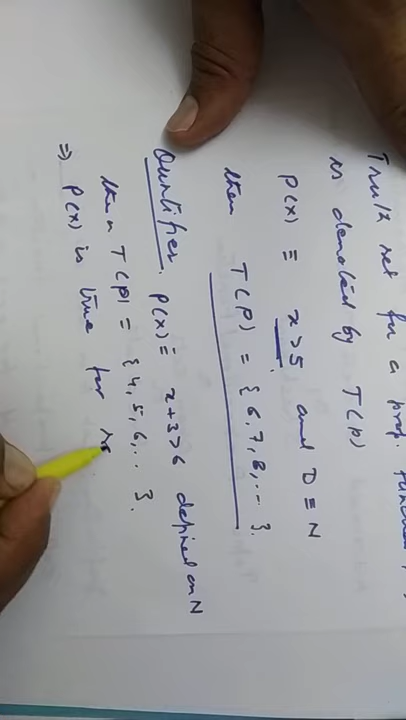 Truth set for a prop. function
is denoted by T(p)
P(x) ≡ x>5 and D ≡ N
then T(p) = {6,7,8,... }.
Quantifier. P(x) ≡ x+3>6 defined on N
then T(p) = {4,5,6,... }.
⇒ P(x) is true for